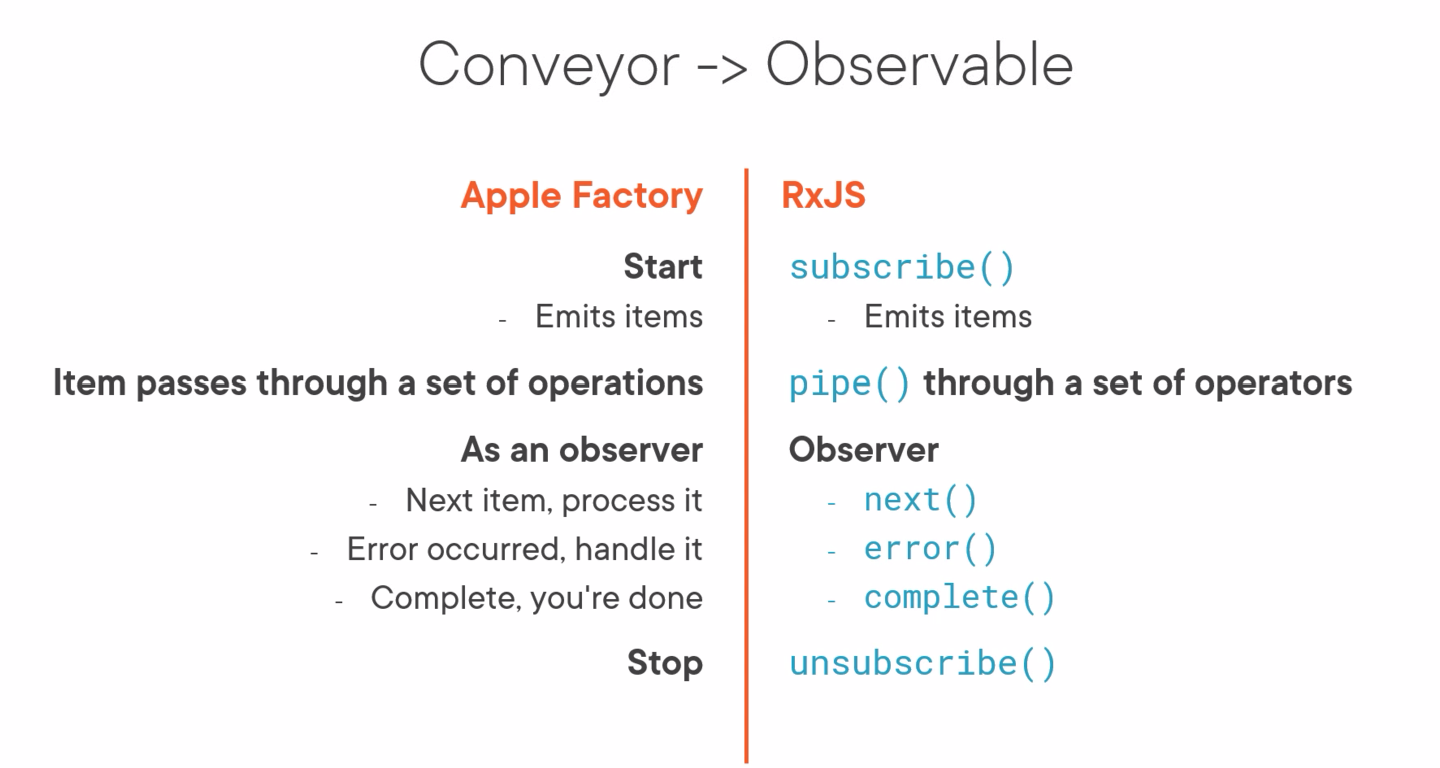 Conveyor -> Observable
Apple Factory
Start
- Emits items
Item passes through a set of operations
As an observer
- Next item, process it
- Error occurred, handle it
- Complete, you're done
Stop
RxJS
subscribe()
- Emits items
pipe() through a set of operators
Observer
- next()
- error()
- complete()
unsubscribe()